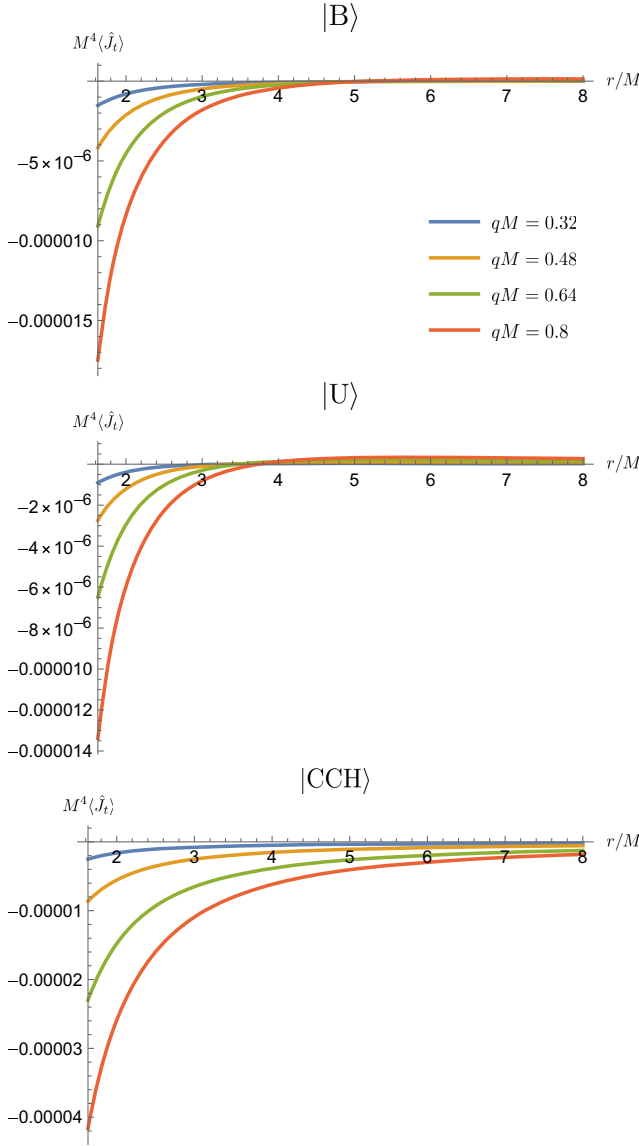 |B⟩
M⁴⟨Ĵₜ⟩
r/M
2 3 4 5 6 7 8
−5 × 10⁻⁶
−0.000010
−0.000015
qM = 0.32
qM = 0.48
qM = 0.64
qM = 0.8
|U⟩
M⁴⟨Ĵₜ⟩
r/M
2 3 4 5 6 7 8
−2 × 10⁻⁶
−4 × 10⁻⁶
−6 × 10⁻⁶
−8 × 10⁻⁶
−0.000010
−0.000012
−0.000014
|CCH⟩
M⁴⟨Ĵₜ⟩
r/M
2 3 4 5 6 7 8
−0.00001
−0.00002
−0.00003
−0.00004